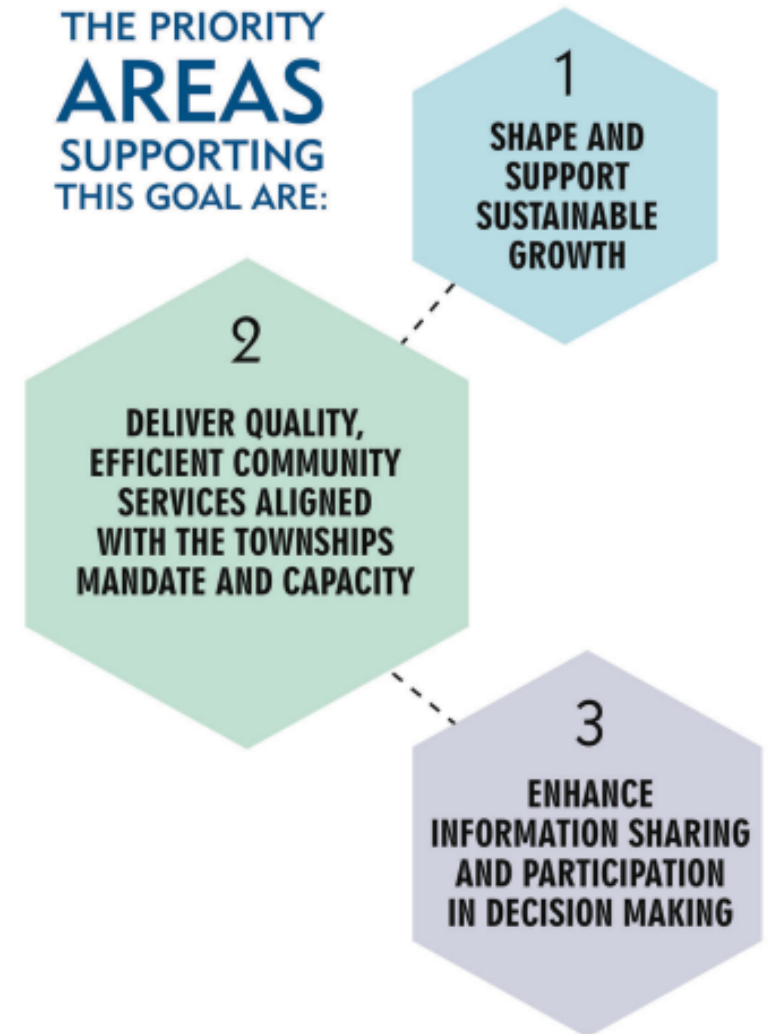 THE PRIORITY
AREAS
SUPPORTING
THIS GOAL ARE:
1
SHAPE AND
SUPPORT
SUSTAINABLE
GROWTH
2
DELIVER QUALITY,
EFFICIENT COMMUNITY
SERVICES ALIGNED
WITH THE TOWNSHIPS
MANDATE AND CAPACITY
3
ENHANCE
INFORMATION SHARING
AND PARTICIPATION
IN DECISION MAKING